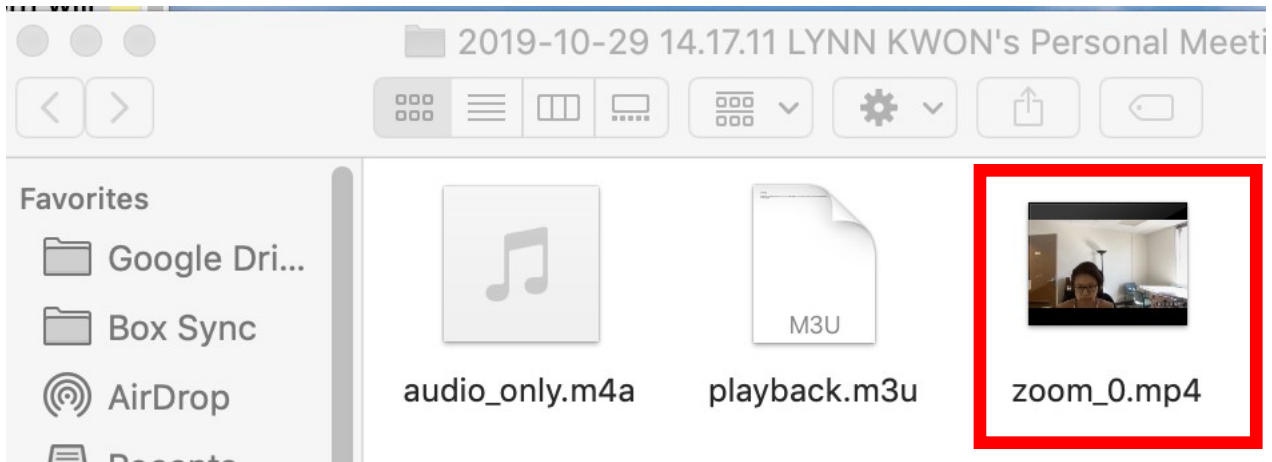 2019-10-29 14.17.11 LYNN KWON's Personal Meeti
Favorites
Google Dri...
Box Sync
AirDrop
M3U
audio_only.m4a
playback.m3u
zoom_0.mp4